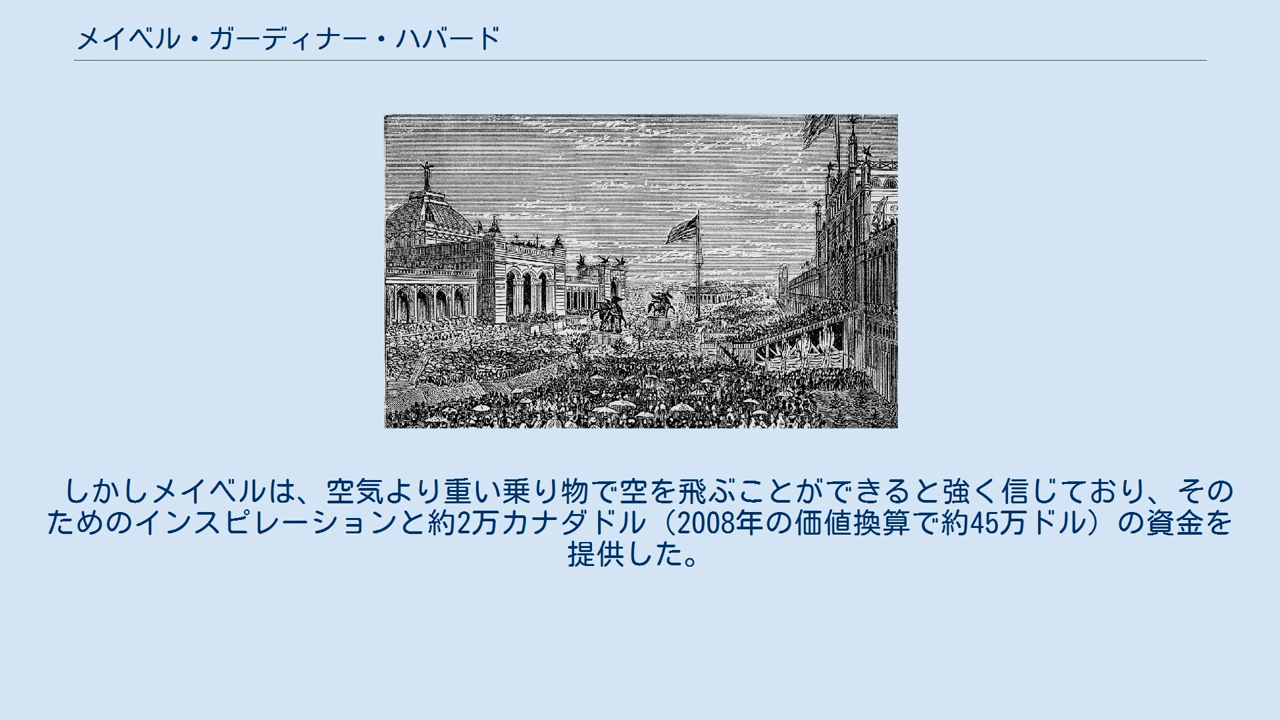 メイベル・ガーディナー・ハバード
しかしメイベルは、空気より重い乗り物で空を飛ぶことができると強く信じており、その
ためのインスピレーションと約2万カナダドル（2008年の価値換算で約45万ドル）の資金を
提供した。